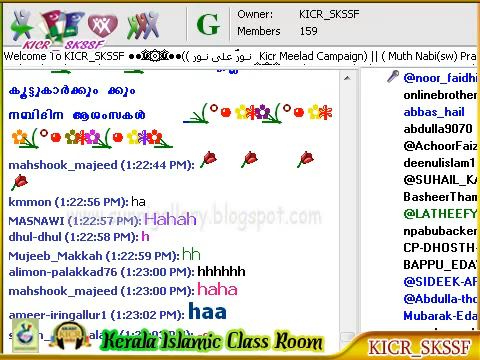 KICR_SKSSF
G
Owner: KICR_SKSSF
Members 159
Welcome To KICR_SKSSF ••۞۞•• ((نورٌ على نور Kicr Meelad Campaign) || ( Muth Nabi(sw) Pra
കൂട്ടുകാർക്കും ക്കും
നബിദിന ആശംസകൾ
mahshook_majeed (1:22:44 PM):
kmmon (1:22:56 PM): ha
MASNAWI (1:22:57 PM): Hahah
dhul-dhul (1:22:58 PM): h
Mujeeb_Makkah (1:22:59 PM): hh
alimon-palakkad76 (1:23:00 PM): hhhhhh
mahshook_majeed (1:23:00 PM): haha
ameer-iringallur1 (1:23:02 PM): haa
@noor_faidhi
onlinebrother
abbas_hail
abdulla9070
@AchoorFaiz
deenulislam1
@SUHAIL_KA
BasheerTham
@LATHEEFY
npabubacker
CP-DHOSTH-
BAPPU_EDAY
@SIDEEK-AF
@Abdulla-tho
Mubarak-Eda
Kerala Islamic Class Room
KICR_SKSSF